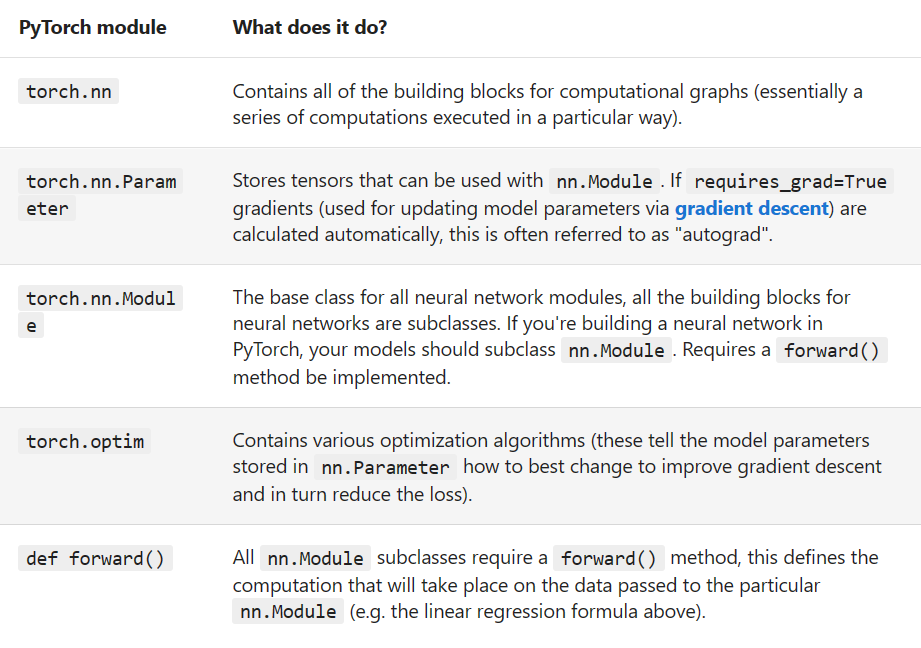 PyTorch module What does it do?
torch.nn Contains all of the building blocks for computational graphs (essentially a
series of computations executed in a particular way).
torch.nn.Param Stores tensors that can be used with nn.Module . If requires_grad=True
eter gradients (used for updating model parameters via gradient descent) are
calculated automatically, this is often referred to as "autograd".
torch.nn.Modul The base class for all neural network modules, all the building blocks for
e neural networks are subclasses. If you're building a neural network in
PyTorch, your models should subclass nn.Module . Requires a forward()
method be implemented.
torch.optim Contains various optimization algorithms (these tell the model parameters
stored in nn.Parameter how to best change to improve gradient descent
and in turn reduce the loss).
def forward() All nn.Module subclasses require a forward() method, this defines the
computation that will take place on the data passed to the particular
nn.Module (e.g. the linear regression formula above).